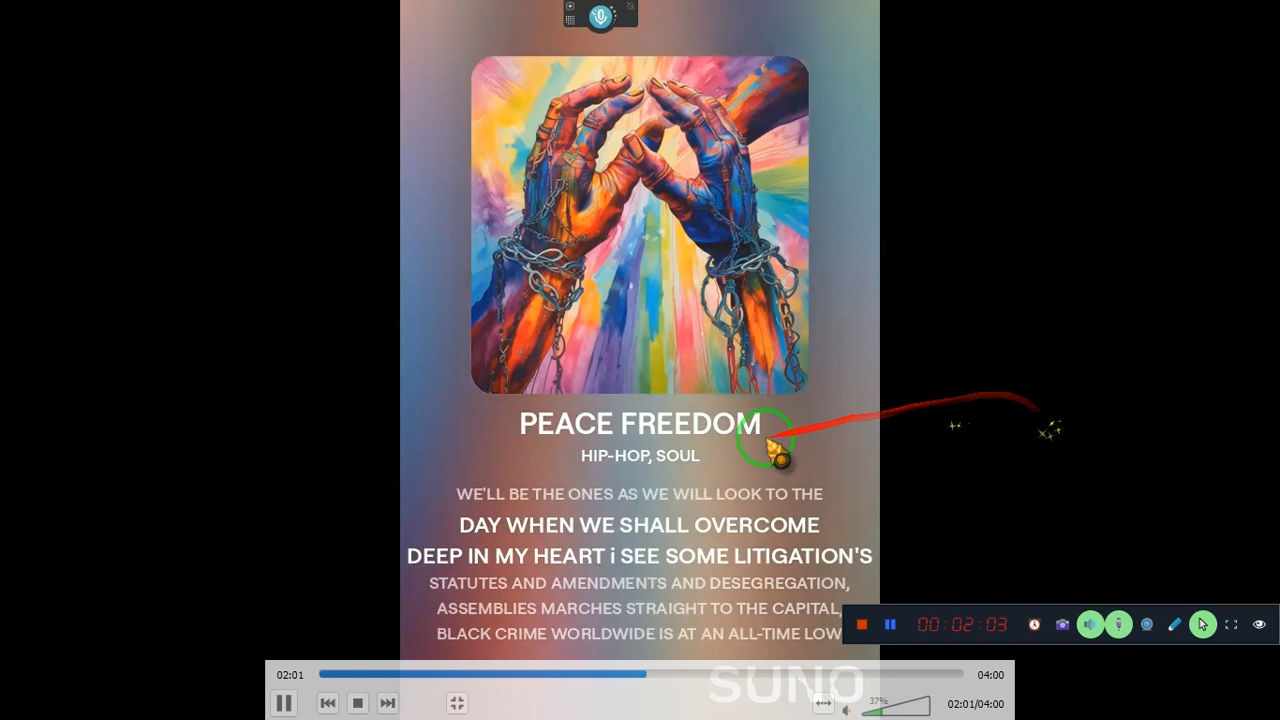 PEACE FREEDOM
HIP-HOP, SOUL
WE'LL BE THE ONES AS WE WILL LOOK TO THE
DAY WHEN WE SHALL OVERCOME
DEEP IN MY HEART i SEE SOME LITIGATION'S
STATUTES AND AMENDMENTS AND DESEGREGATION,
ASSEMBLIES MARCHES STRAIGHT TO THE CAPITAL,
BLACK CRIME WORLDWIDE IS AT AN ALL-TIME LOW
00:02:03
02:01 04:00
SUNO
37% 02:01/04:00